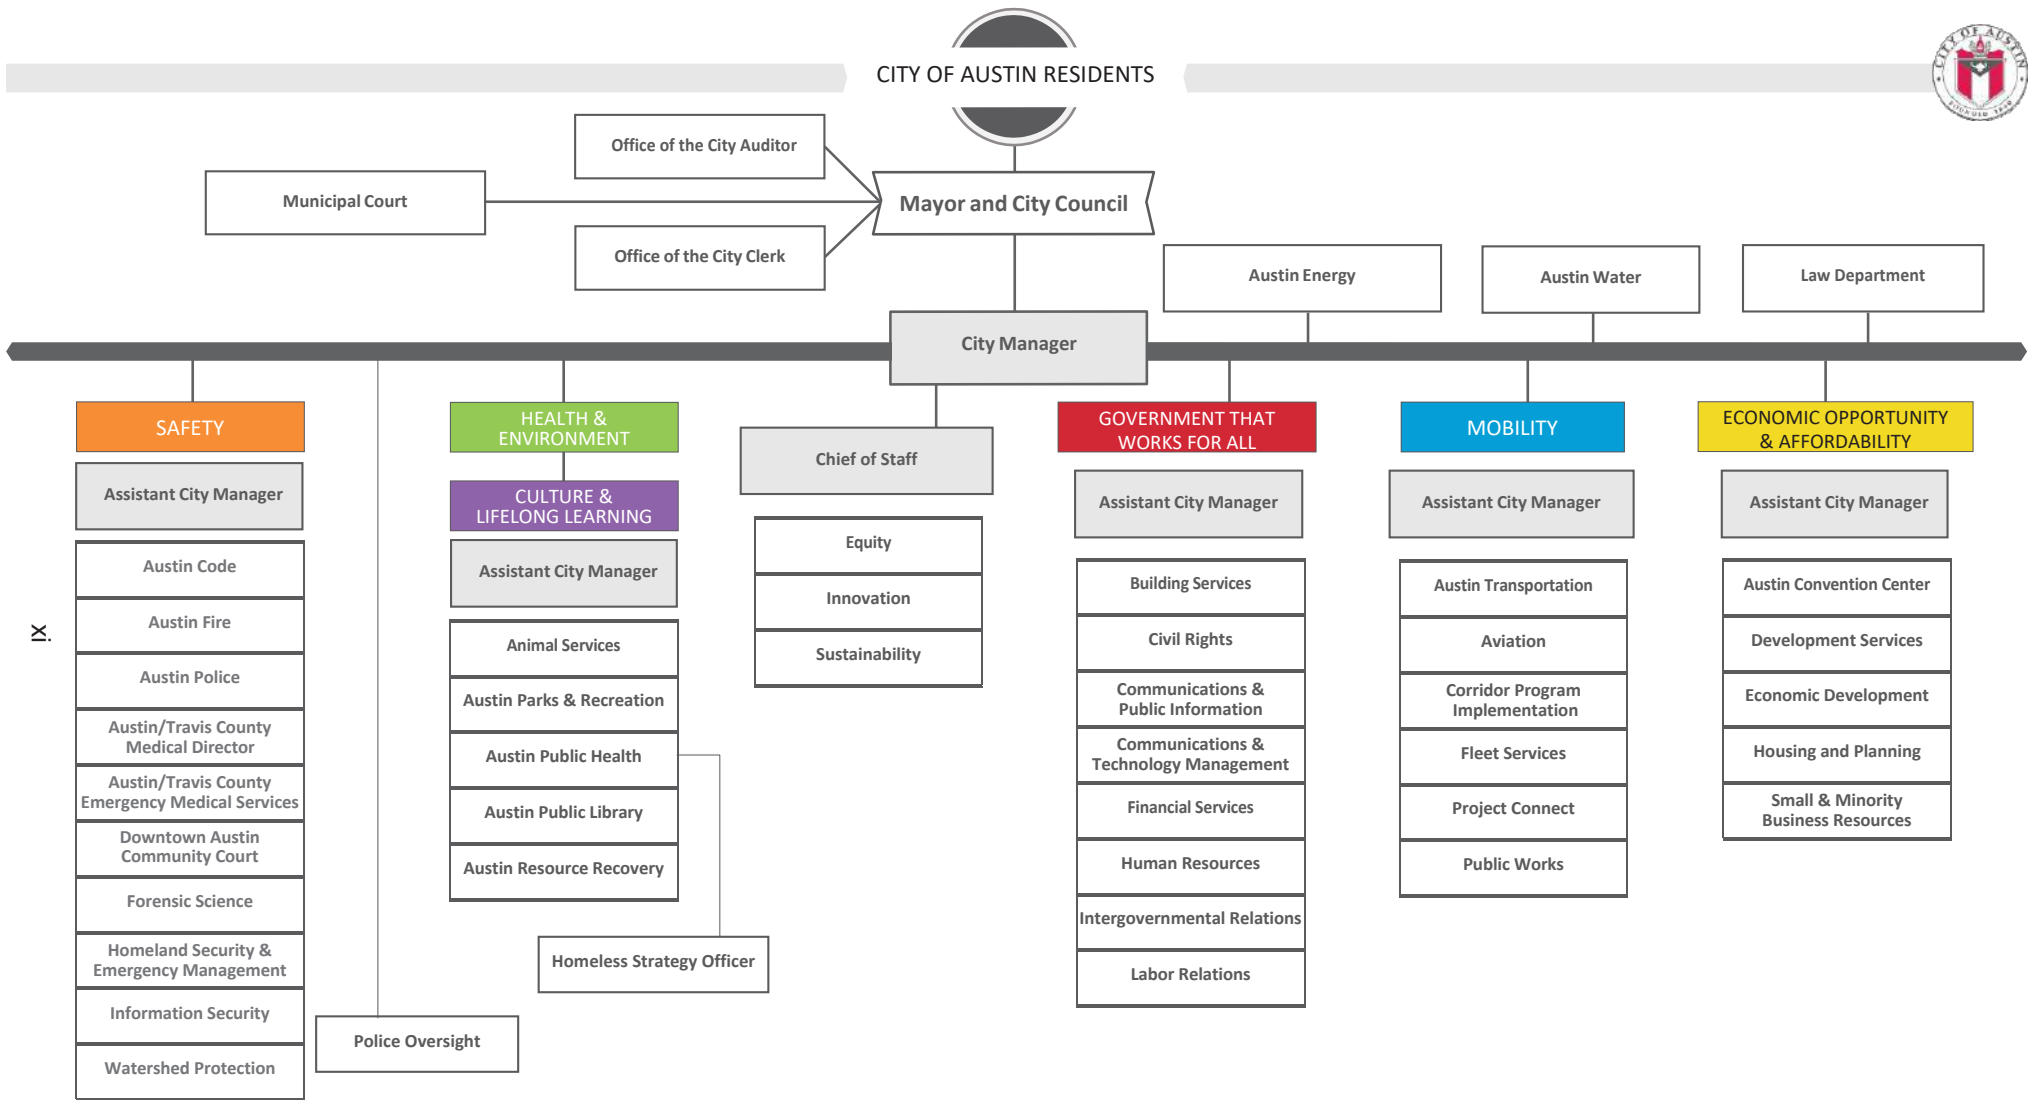 CITY OF AUSTIN RESIDENTS
CITY OF AUSTIN
FOUNDED 1839
Office of the City Auditor
Municipal Court
Mayor and City Council
Office of the City Clerk
Austin Energy
Austin Water
Law Department
City Manager
SAFETY
Assistant City Manager
Austin Code
Austin Fire
Austin Police
Austin/Travis County
Medical Director
Austin/Travis County
Emergency Medical Services
Downtown Austin
Community Court
Forensic Science
Homeland Security &
Emergency Management
Information Security
Watershed Protection
Police Oversight
HEALTH &
ENVIRONMENT
CULTURE &
LIFELONG LEARNING
Assistant City Manager
Animal Services
Austin Parks & Recreation
Austin Public Health
Austin Public Library
Austin Resource Recovery
Homeless Strategy Officer
Chief of Staff
Equity
Innovation
Sustainability
GOVERNMENT THAT
WORKS FOR ALL
Assistant City Manager
Building Services
Civil Rights
Communications &
Public Information
Communications &
Technology Management
Financial Services
Human Resources
Intergovernmental Relations
Labor Relations
MOBILITY
Assistant City Manager
Austin Transportation
Aviation
Corridor Program
Implementation
Fleet Services
Project Connect
Public Works
ECONOMIC OPPORTUNITY
& AFFORDABILITY
Assistant City Manager
Austin Convention Center
Development Services
Economic Development
Housing and Planning
Small & Minority
Business Resources
xi